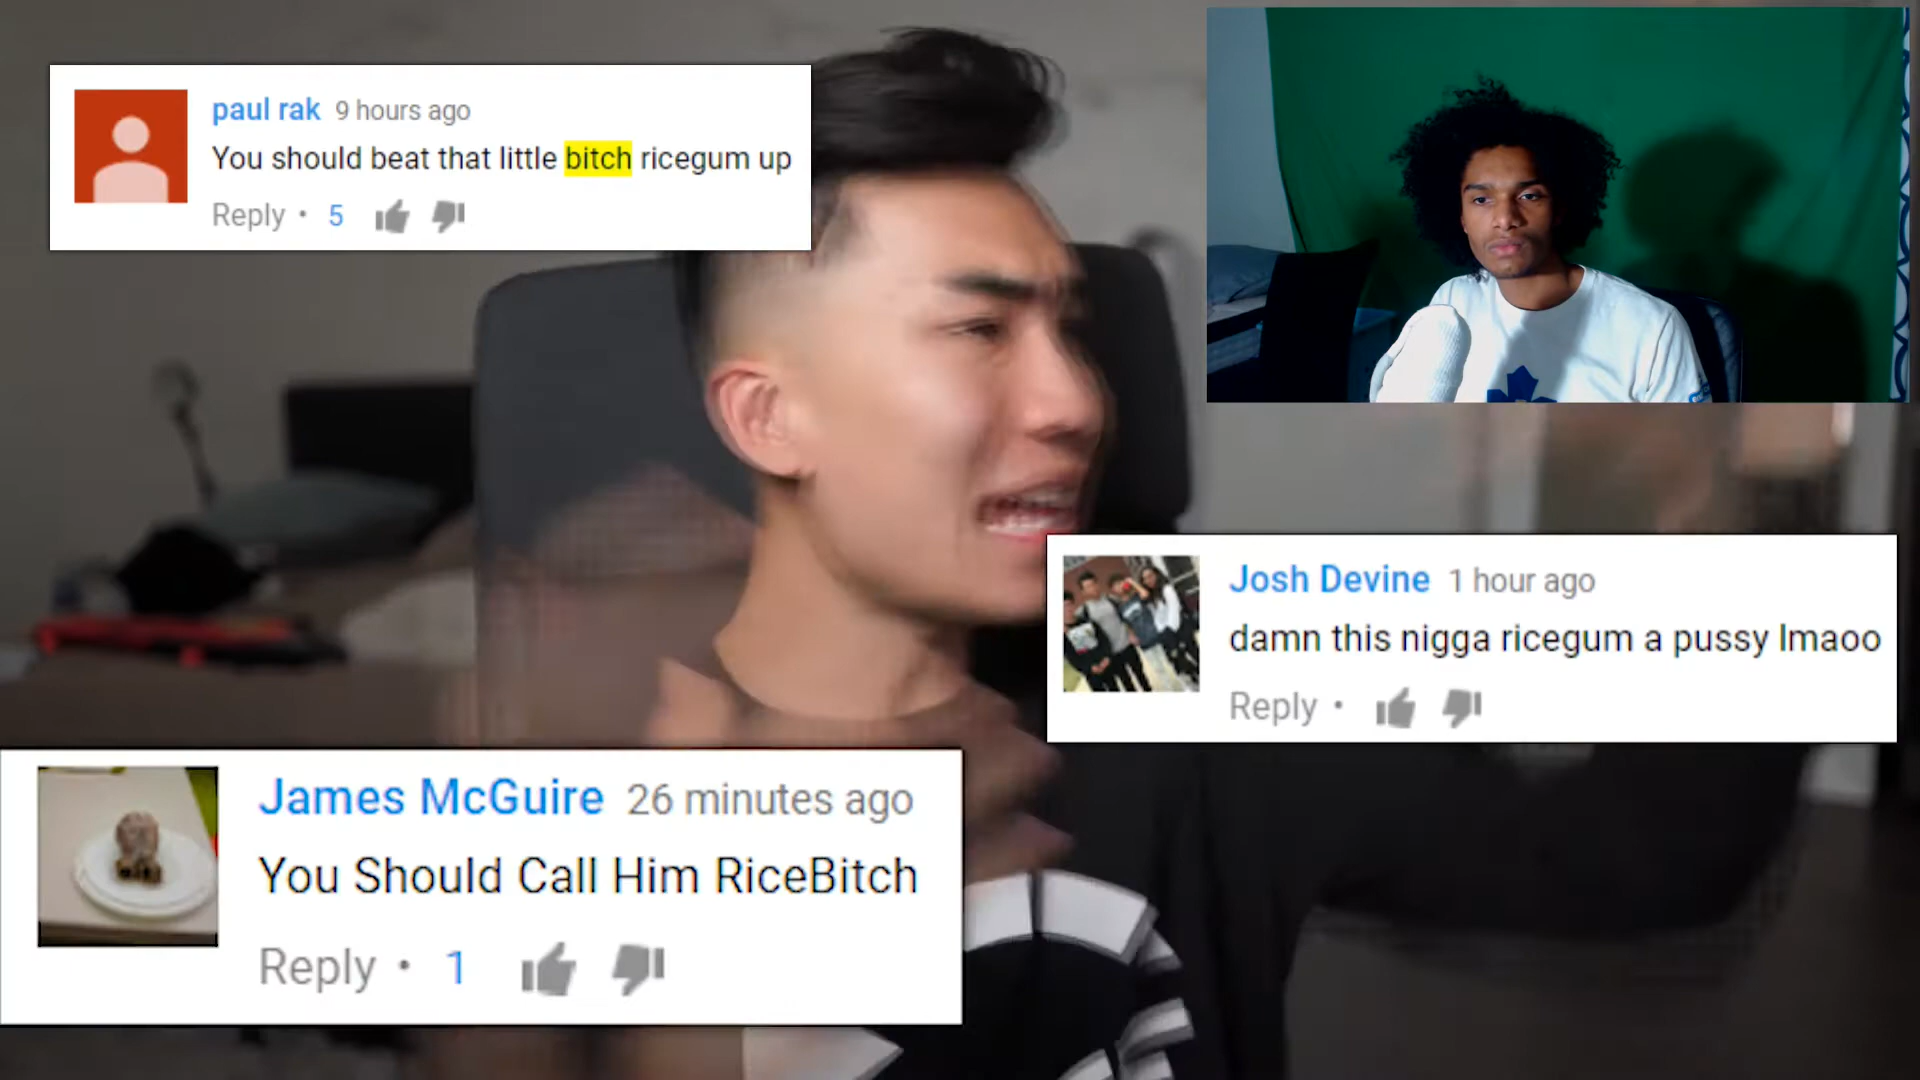 paul rak 9 hours ago
You should beat that little bitch ricegum up
Reply • 5
Josh Devine 1 hour ago
damn this nigga ricegum a pussy lmaoo
Reply •
James McGuire 26 minutes ago
You Should Call Him RiceBitch
Reply • 1